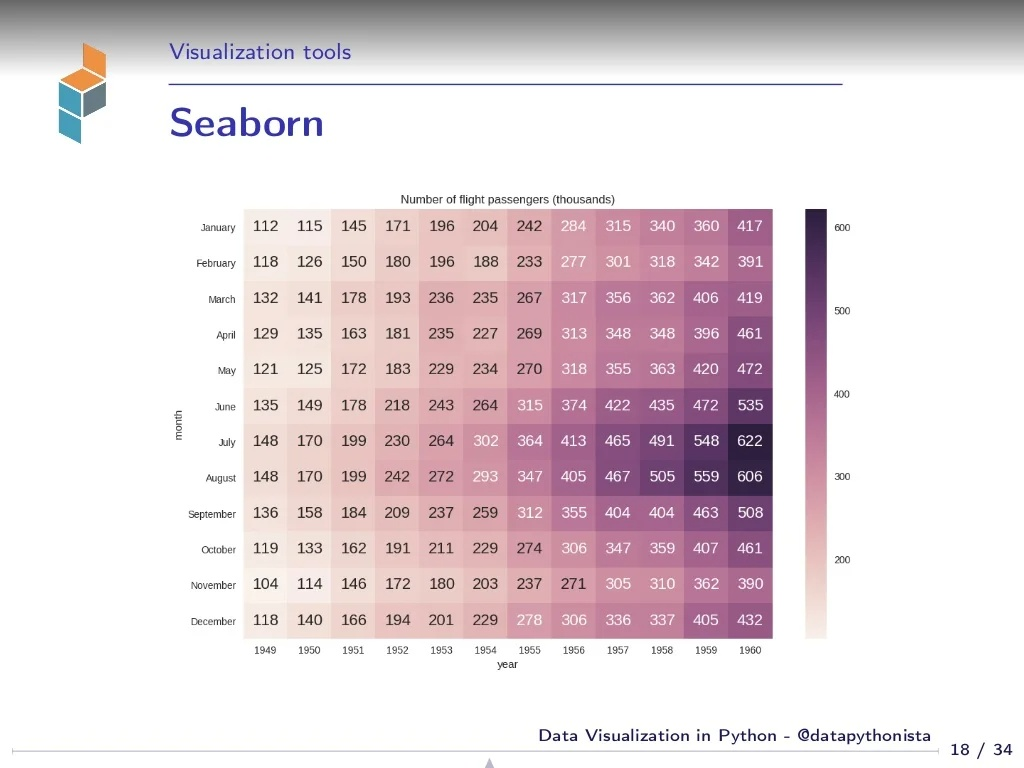 Visualization tools
Seaborn
Number of flight passengers (thousands)
January 112 115 145 171 196 204 242 284 315 340 360 417
February 118 126 150 180 196 188 233 277 301 318 342 391
March 132 141 178 193 236 235 267 317 356 362 406 419
April 129 135 163 181 235 227 269 313 348 348 396 461
May 121 125 172 183 229 234 270 318 355 363 420 472
June 135 149 178 218 243 264 315 374 422 435 472 535
July 148 170 199 230 264 302 364 413 465 491 548 622
August 148 170 199 242 272 293 347 405 467 505 559 606
September 136 158 184 209 237 259 312 355 404 404 463 508
October 119 133 162 191 211 229 274 306 347 359 407 461
November 104 114 146 172 180 203 237 271 305 310 362 390
December 118 140 166 194 201 229 278 306 336 337 405 432
1949 1950 1951 1952 1953 1954 1955 1956 1957 1958 1959 1960
year
month
600
500
400
300
200
Data Visualization in Python - @datapythonista
18 / 34